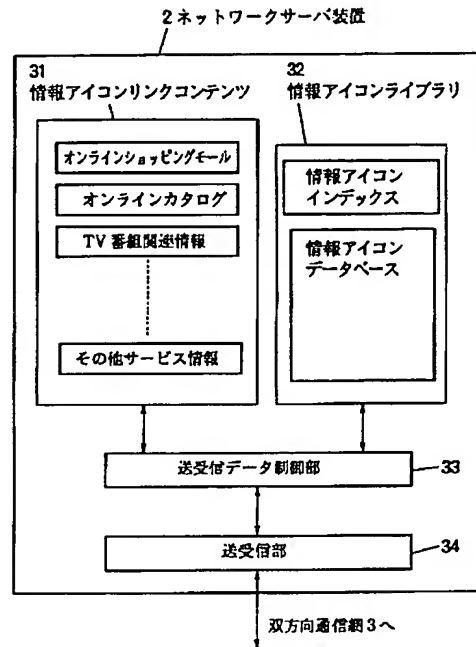 2 ネットワークサーバ装置
31
情報アイコンリンクコンテンツ
オンラインショッピングモール
オンラインカタログ
TV 番組関連情報
その他サービス情報
32
情報アイコンライブラリ
情報アイコン
インデックス
情報アイコン
データベース
送受信データ制御部
33
送受信部
34
双方向通信網3へ